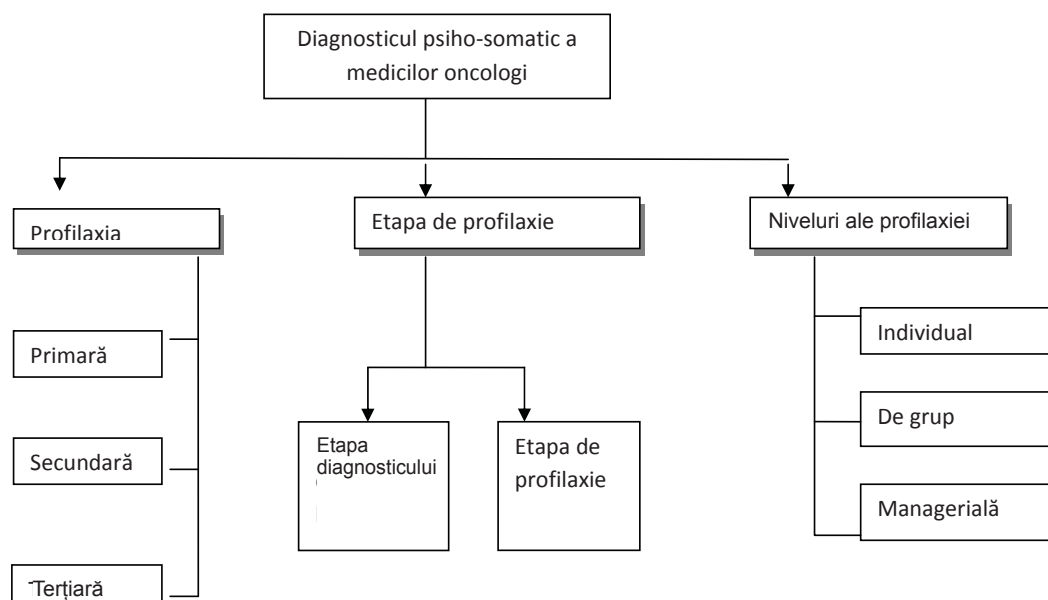 Diagnosticul psiho-somatic a
medicilor oncologi
Profilaxia
Etapa de profilaxie
Niveluri ale profilaxiei
Primară
Secundară
Terțiară
Etapa
diagnosticului
Etapa de
profilaxie
Individual
De grup
Managerială